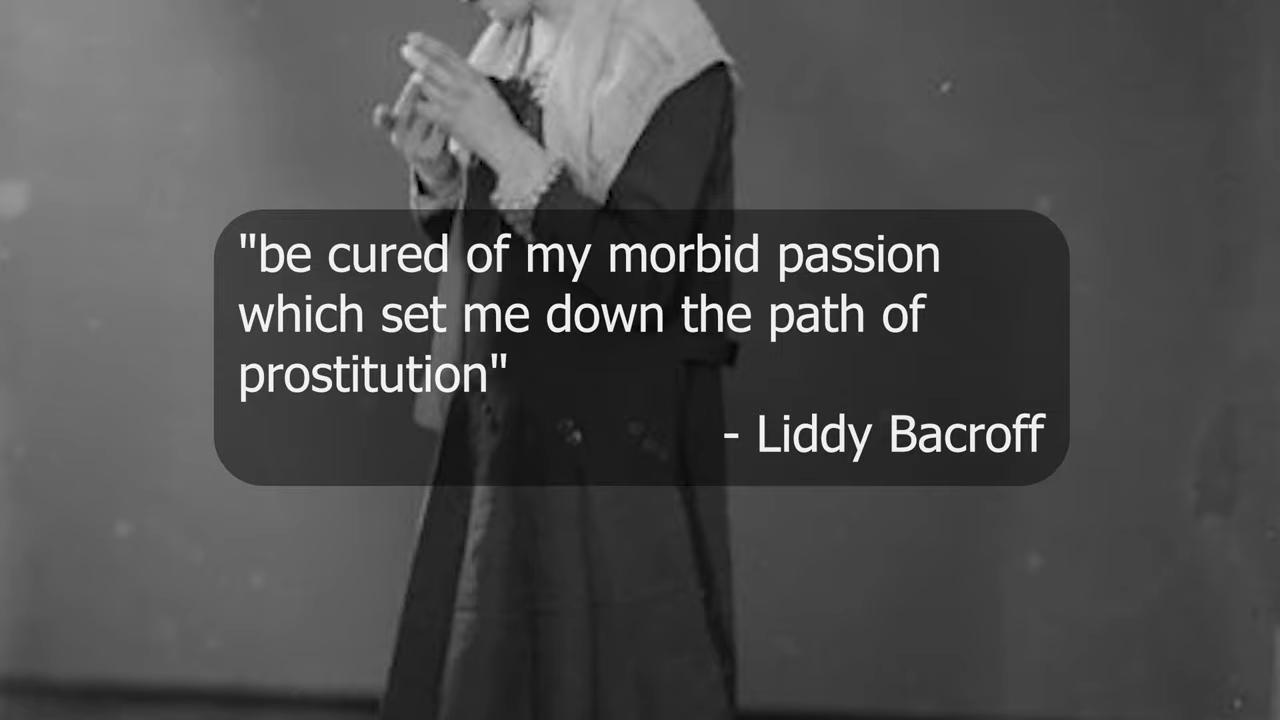 "be cured of my morbid passion
which set me down the path of
prostitution"
- Liddy Bacroff